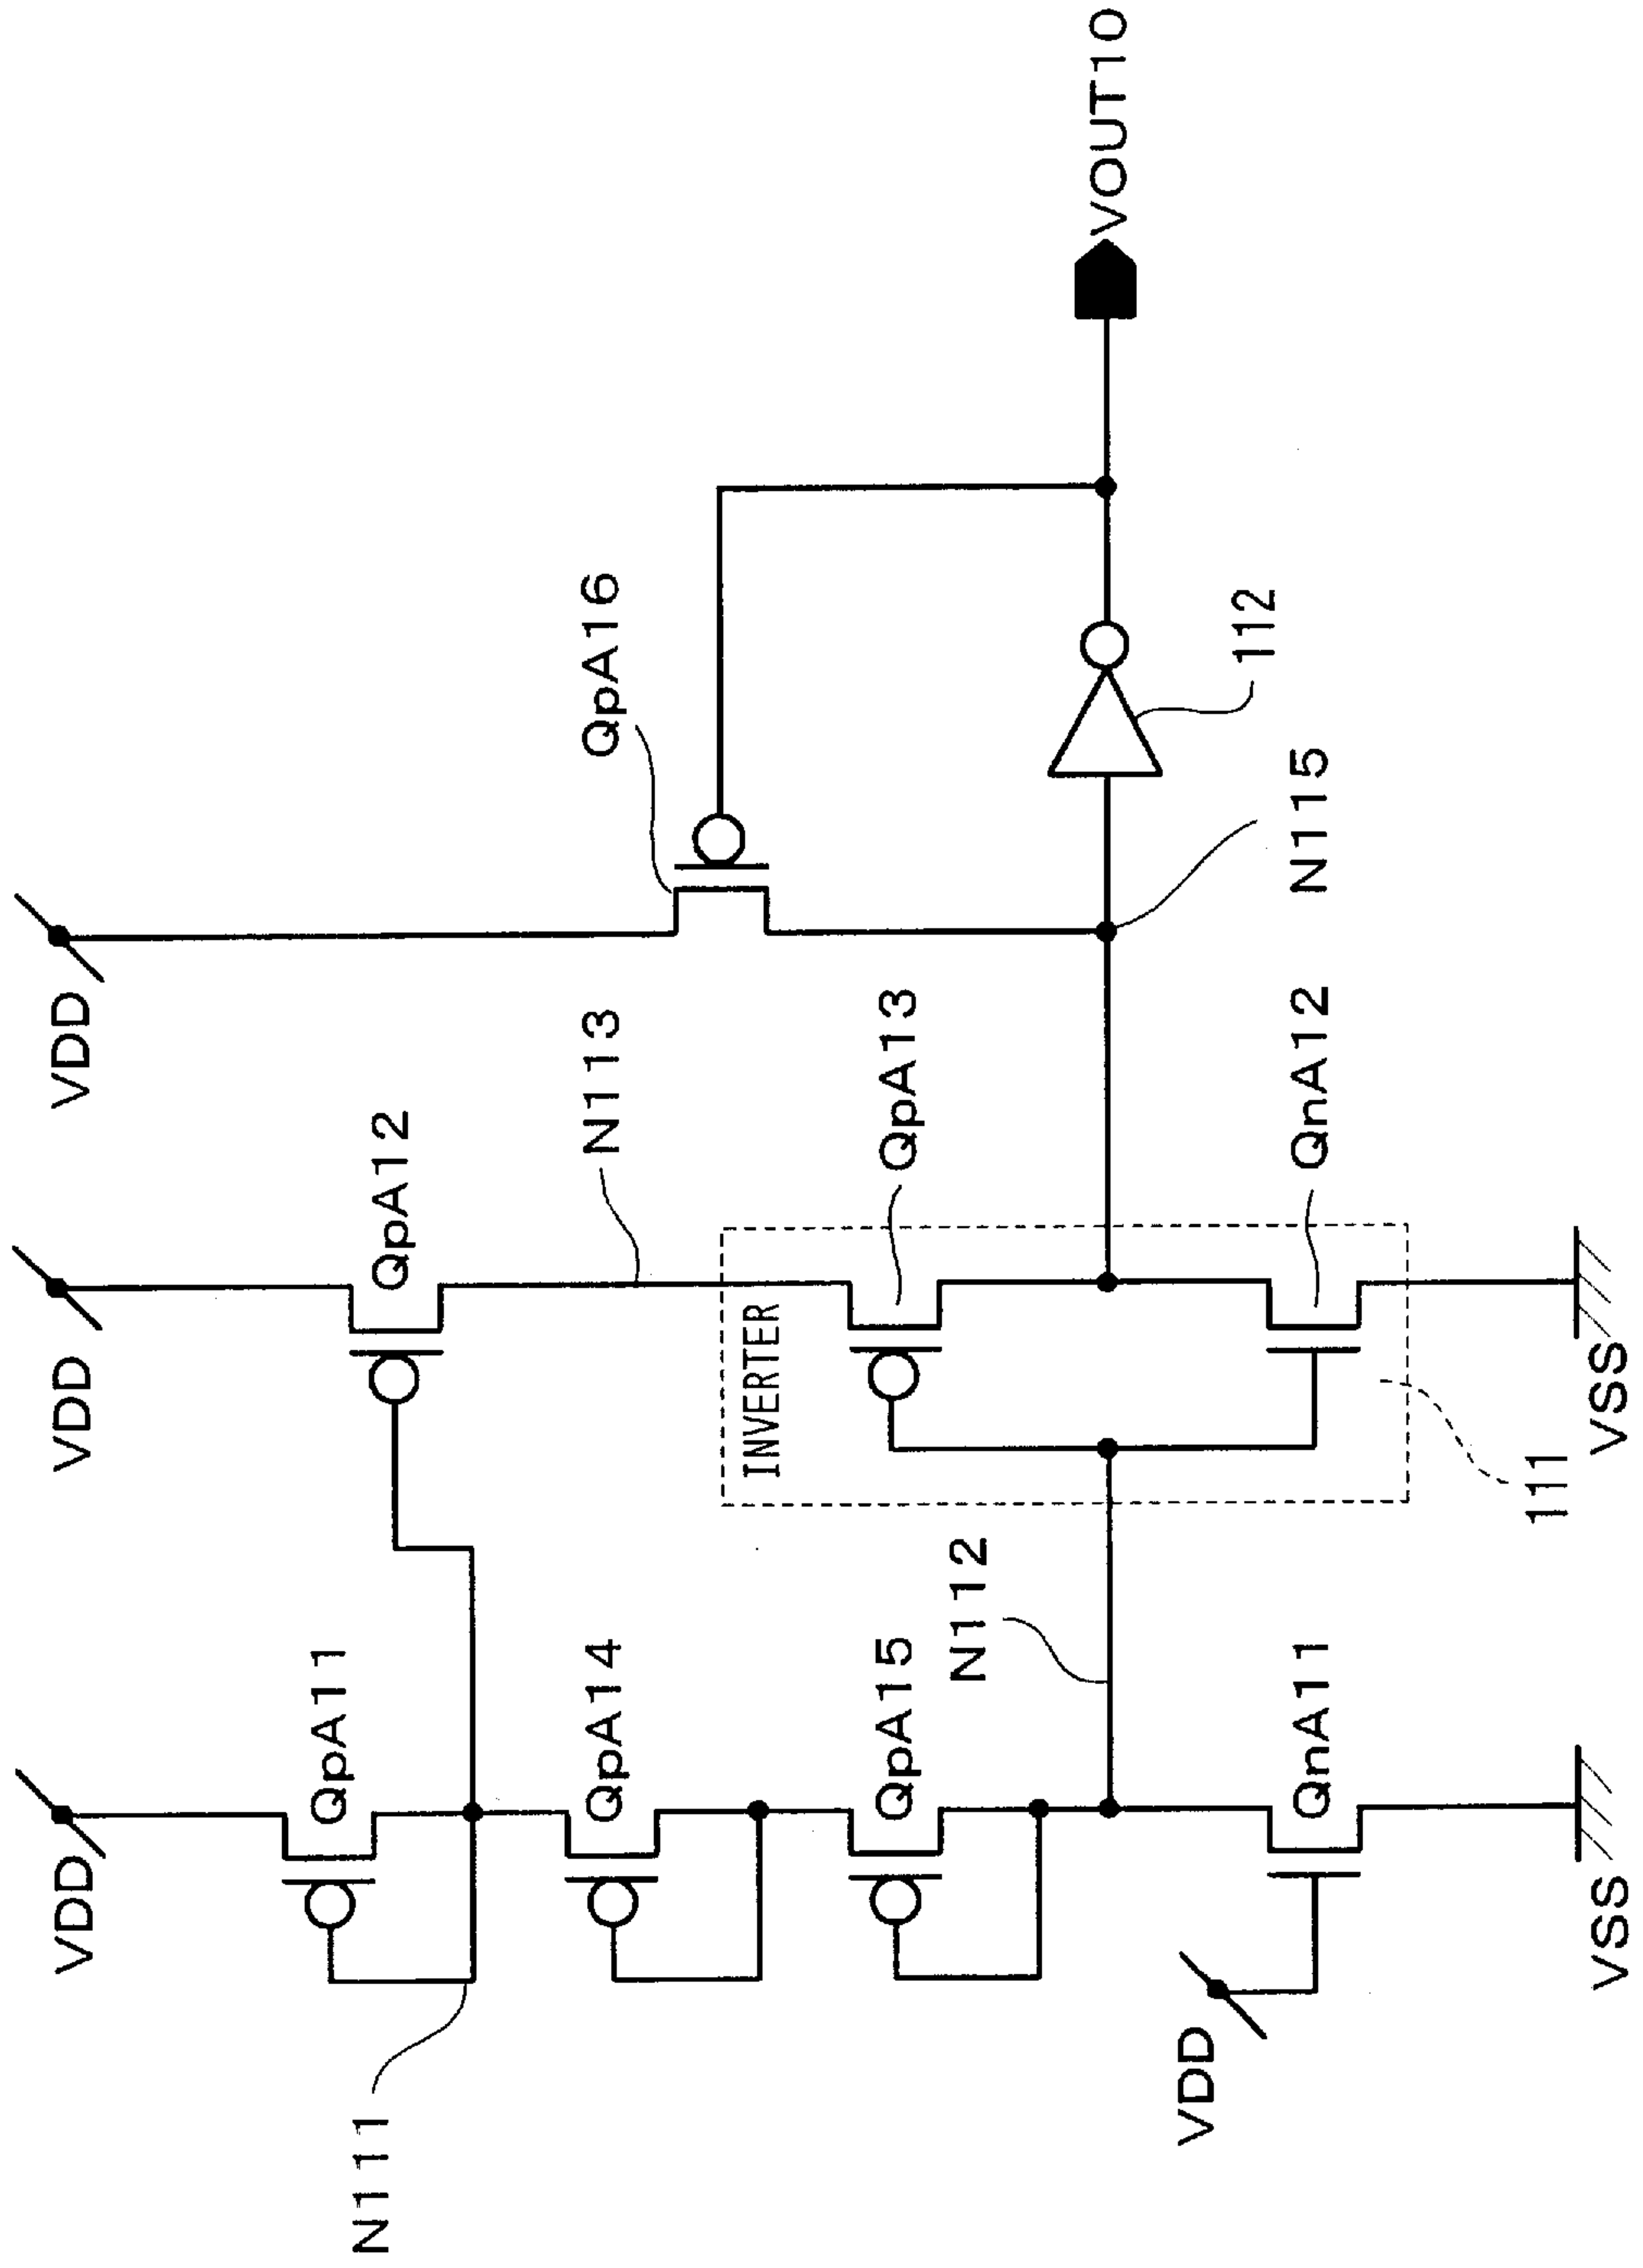 VDD
VDD
VDD
QpA11
QpA12
N111
QpA14
N113
QpA16
INVERTER
QpA15
QpA13
N112
VOUT10
VDD
112
QnA11
QnA12
N115
111
VSS
VSS